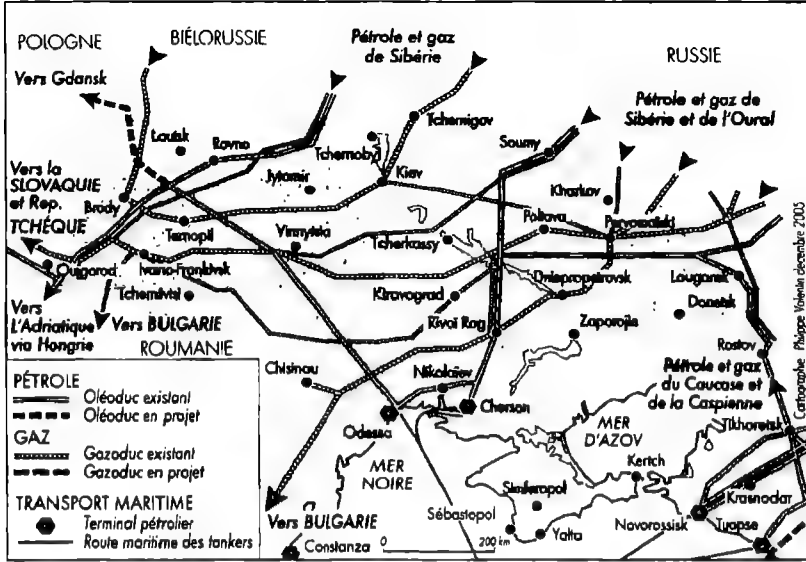 POLOGNE
BIÉLORUSSIE
Pétrole et gaz
de Sibérie
RUSSIE
Vers Gdansk
Pétrole et gaz de
Sibérie et de l'Oural
Loutsk
Rovno
Tchernobyl
Tchernigov
Soumy
Vers la
SLOVAQUIE
et Rep.
TCHÈQUE
Brody
Jytomir
Kiev
Kharkov
Ternopil
Vinnytsia
Tcherkassy
Poltava
Pervomaiski
Oujgorod
Ivano-Frankivsk
Tchernivtsi
Kirovograd
Dniepropetrovsk
Lougansk
Donetsk
Vers
L'Adriatique
via Hongrie
Vers BULGARIE
ROUMANIE
Krivoï Rog
Zaporojie
Rostov
Chisinau
Nikolaïev
Pétrole et gaz
du Caucase et
de la Caspienne
Odessa
Cherson
Tikhoretsk
MER
NOIRE
MER
D'AZOV
Kertch
Simferopol
Krasnodar
Sébastopol
Yalta
Novorossisk
Tuapse
Vers BULGARIE
Constanza
0 200 km
PÉTROLE
Oléoduc existant
Oléoduc en projet
GAZ
Gazoduc existant
Gazoduc en projet
TRANSPORT MARITIME
Terminal pétrolier
Route maritime des tankers
Cartographe Philippe Valentin decembre 2005